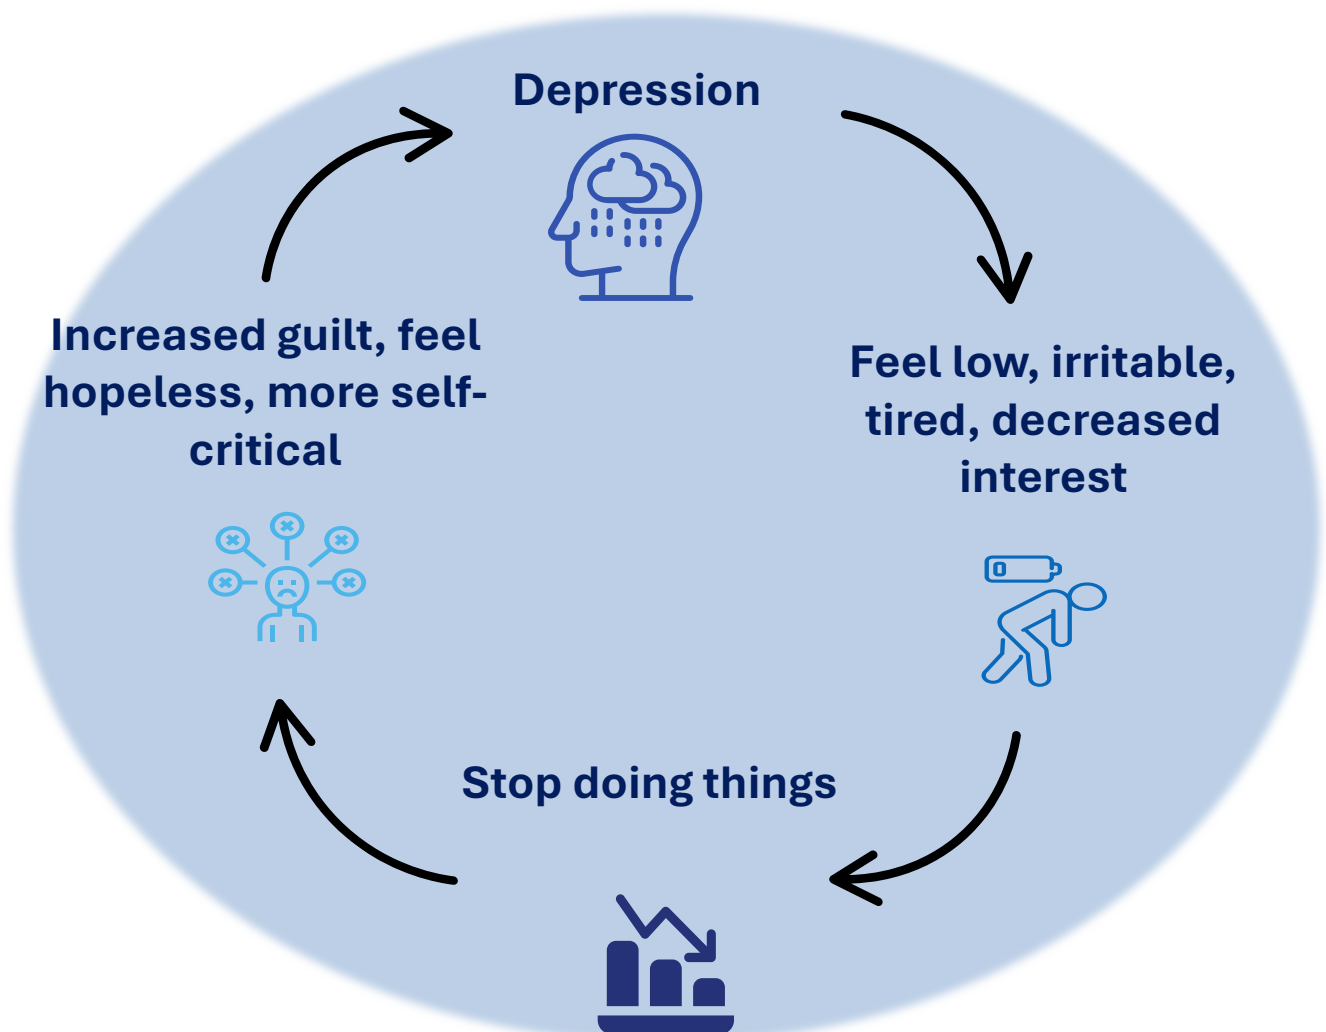 Depression
Feel low, irritable,
tired, decreased
interest
Stop doing things
Increased guilt, feel
hopeless, more self-
critical